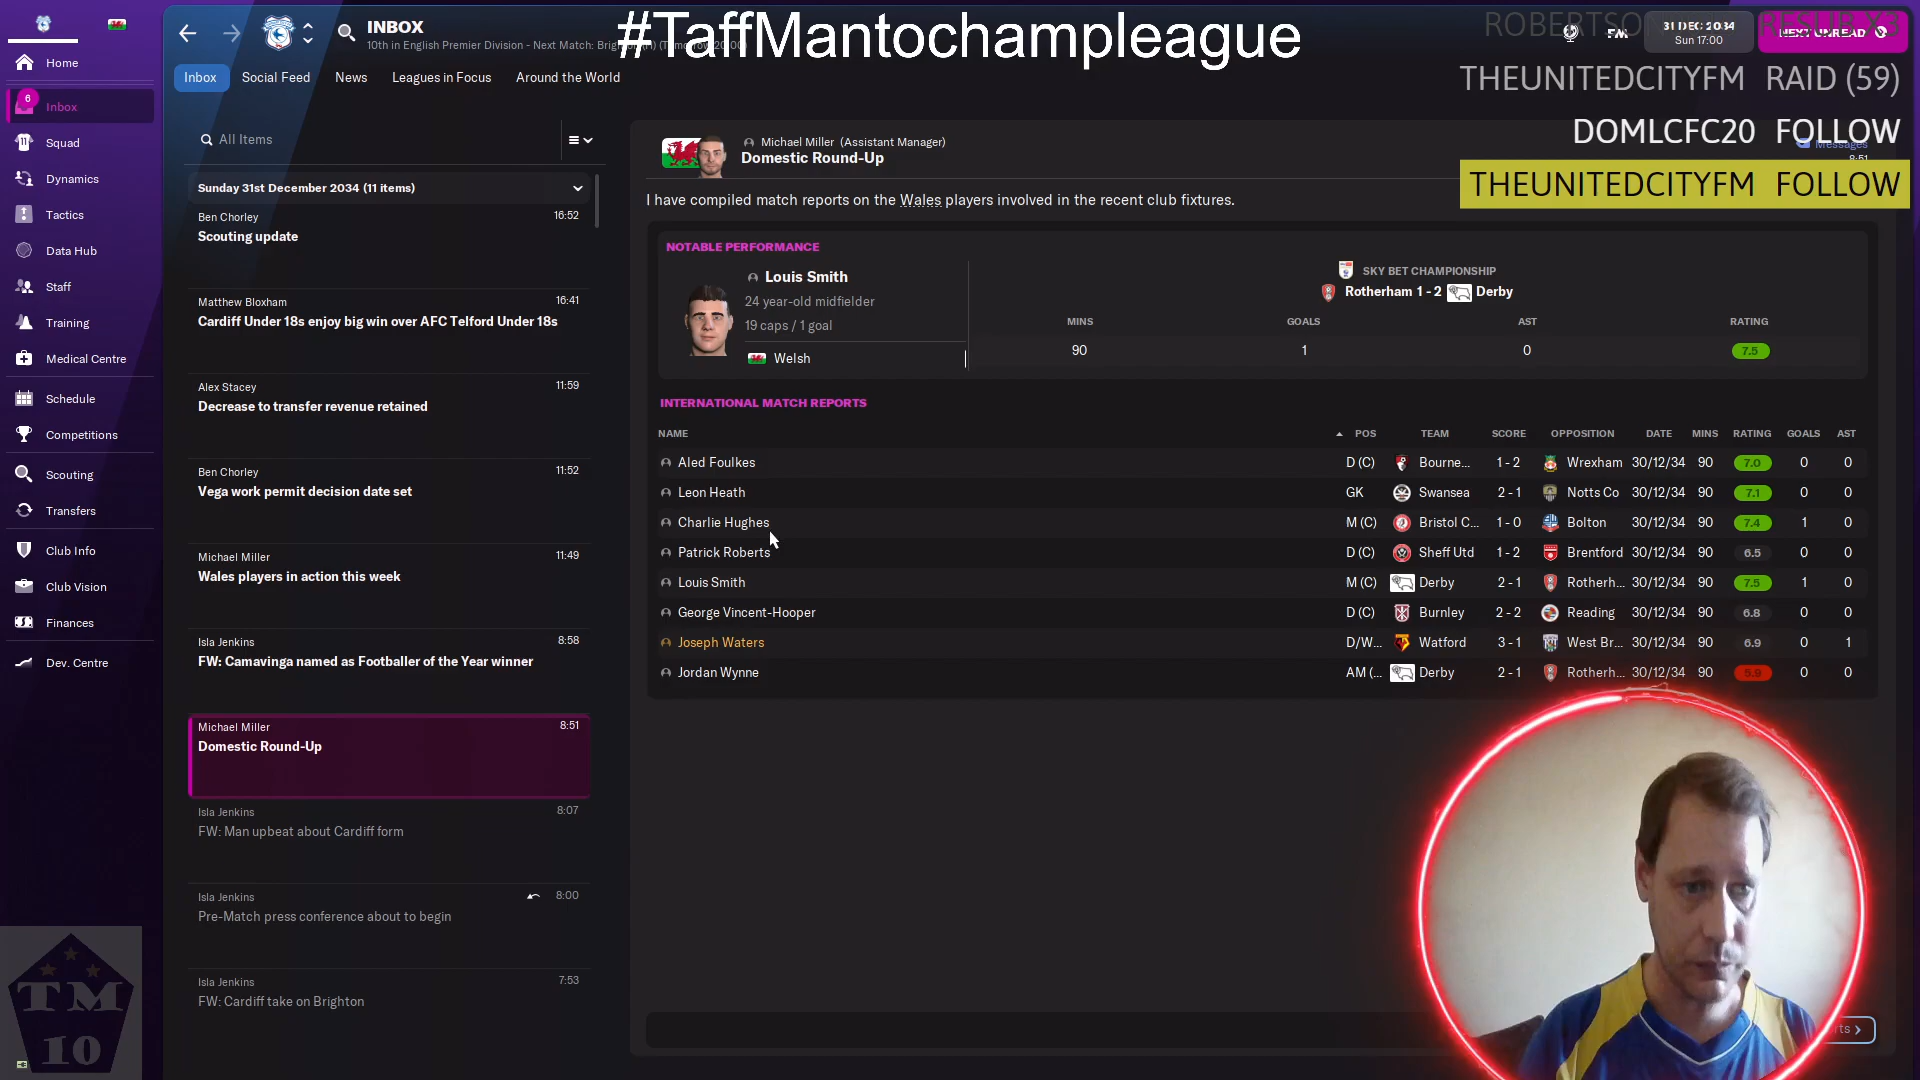 #TaffMantochampleague
INBOX
10th in English Premier Division - Next Match:
31 DEC 2034
Sun 17:00
NEXT UNREAD
RESUB X3
THEUNITEDCITYFM RAID (59)
DOMLCFC20 FOLLOW
THEUNITEDCITYFM FOLLOW
Home
6
Inbox
Squad
Dynamics
Tactics
Data Hub
Staff
Training
Medical Centre
Schedule
Competitions
Scouting
Transfers
Club Info
Club Vision
Finances
Dev. Centre
TM
10
Inbox Social Feed News Leagues in Focus Around the World
All Items
Sunday 31st December 2034 (11 items)
Ben Chorley 16:52
Scouting update
Matthew Bloxham 16:41
Cardiff Under 18s enjoy big win over AFC Telford Under 18s
Alex Stacey 11:59
Decrease to transfer revenue retained
Ben Chorley 11:52
Vega work permit decision date set
Michael Miller 11:49
Wales players in action this week
Isla Jenkins 8:58
FW: Camavinga named as Footballer of the Year winner
Michael Miller 8:51
Domestic Round-Up
Isla Jenkins 8:07
FW: Man upbeat about Cardiff form
Isla Jenkins 8:00
Pre-Match press conference about to begin
Isla Jenkins 7:53
FW: Cardiff take on Brighton
Michael Miller (Assistant Manager)
Domestic Round-Up
Messages
8:51
I have compiled match reports on the Wales players involved in the recent club fixtures.
NOTABLE PERFORMANCE
Louis Smith
24 year-old midfielder
19 caps / 1 goal
Welsh
SKY BET CHAMPIONSHIP
Rotherham 1 - 2 Derby
MINS GOALS AST RATING
90 1 0 7.5
INTERNATIONAL MATCH REPORTS
NAME POS TEAM SCORE OPPOSITION DATE MINS RATING GOALS AST
Aled Foulkes D (C) Bourne... 1 - 2 Wrexham 30/12/34 90 7.0 0 0
Leon Heath GK Swansea 2 - 1 Notts Co 30/12/34 90 7.1 0 0
Charlie Hughes M (C) Bristol C... 1 - 0 Bolton 30/12/34 90 7.4 1 0
Patrick Roberts D (C) Sheff Utd 1 - 2 Brentford 30/12/34 90 6.5 0 0
Louis Smith M (C) Derby 2 - 1 Rotherh... 30/12/34 90 7.5 1 0
George Vincent-Hooper D (C) Burnley 2 - 2 Reading 30/12/34 90 6.8 0 0
Joseph Waters D/W... Watford 3 - 1 West Br... 30/12/34 90 6.9 0 1
Jordan Wynne AM (... Derby 2 - 1 Rotherh... 30/12/34 90 5.9 0 0